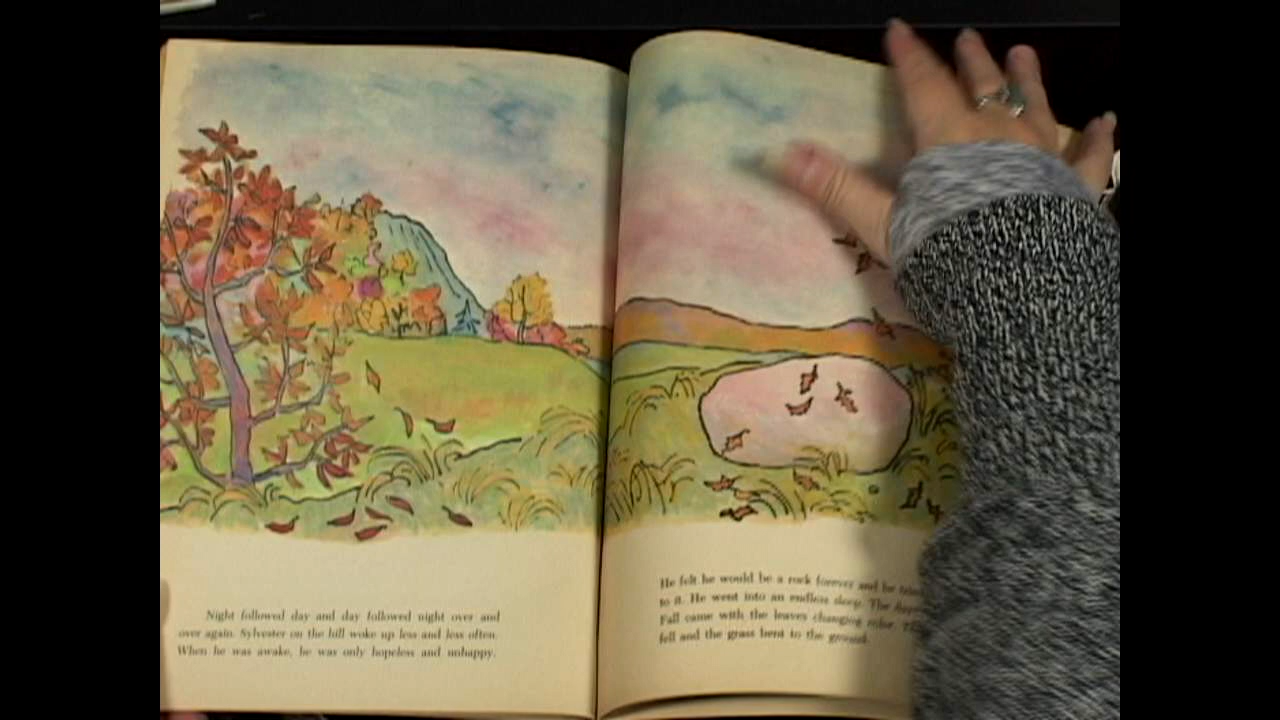 Night followed day and day followed night over and
over again. Sylvester on the hill woke up less and less often.
When he was awake, he was only hopeless and unhappy.
He felt he would be a rock forever and he tried
to it. He went into an endless sleep. The
Fall came with the leaves changing color.
fell and the grass bent to the ground.